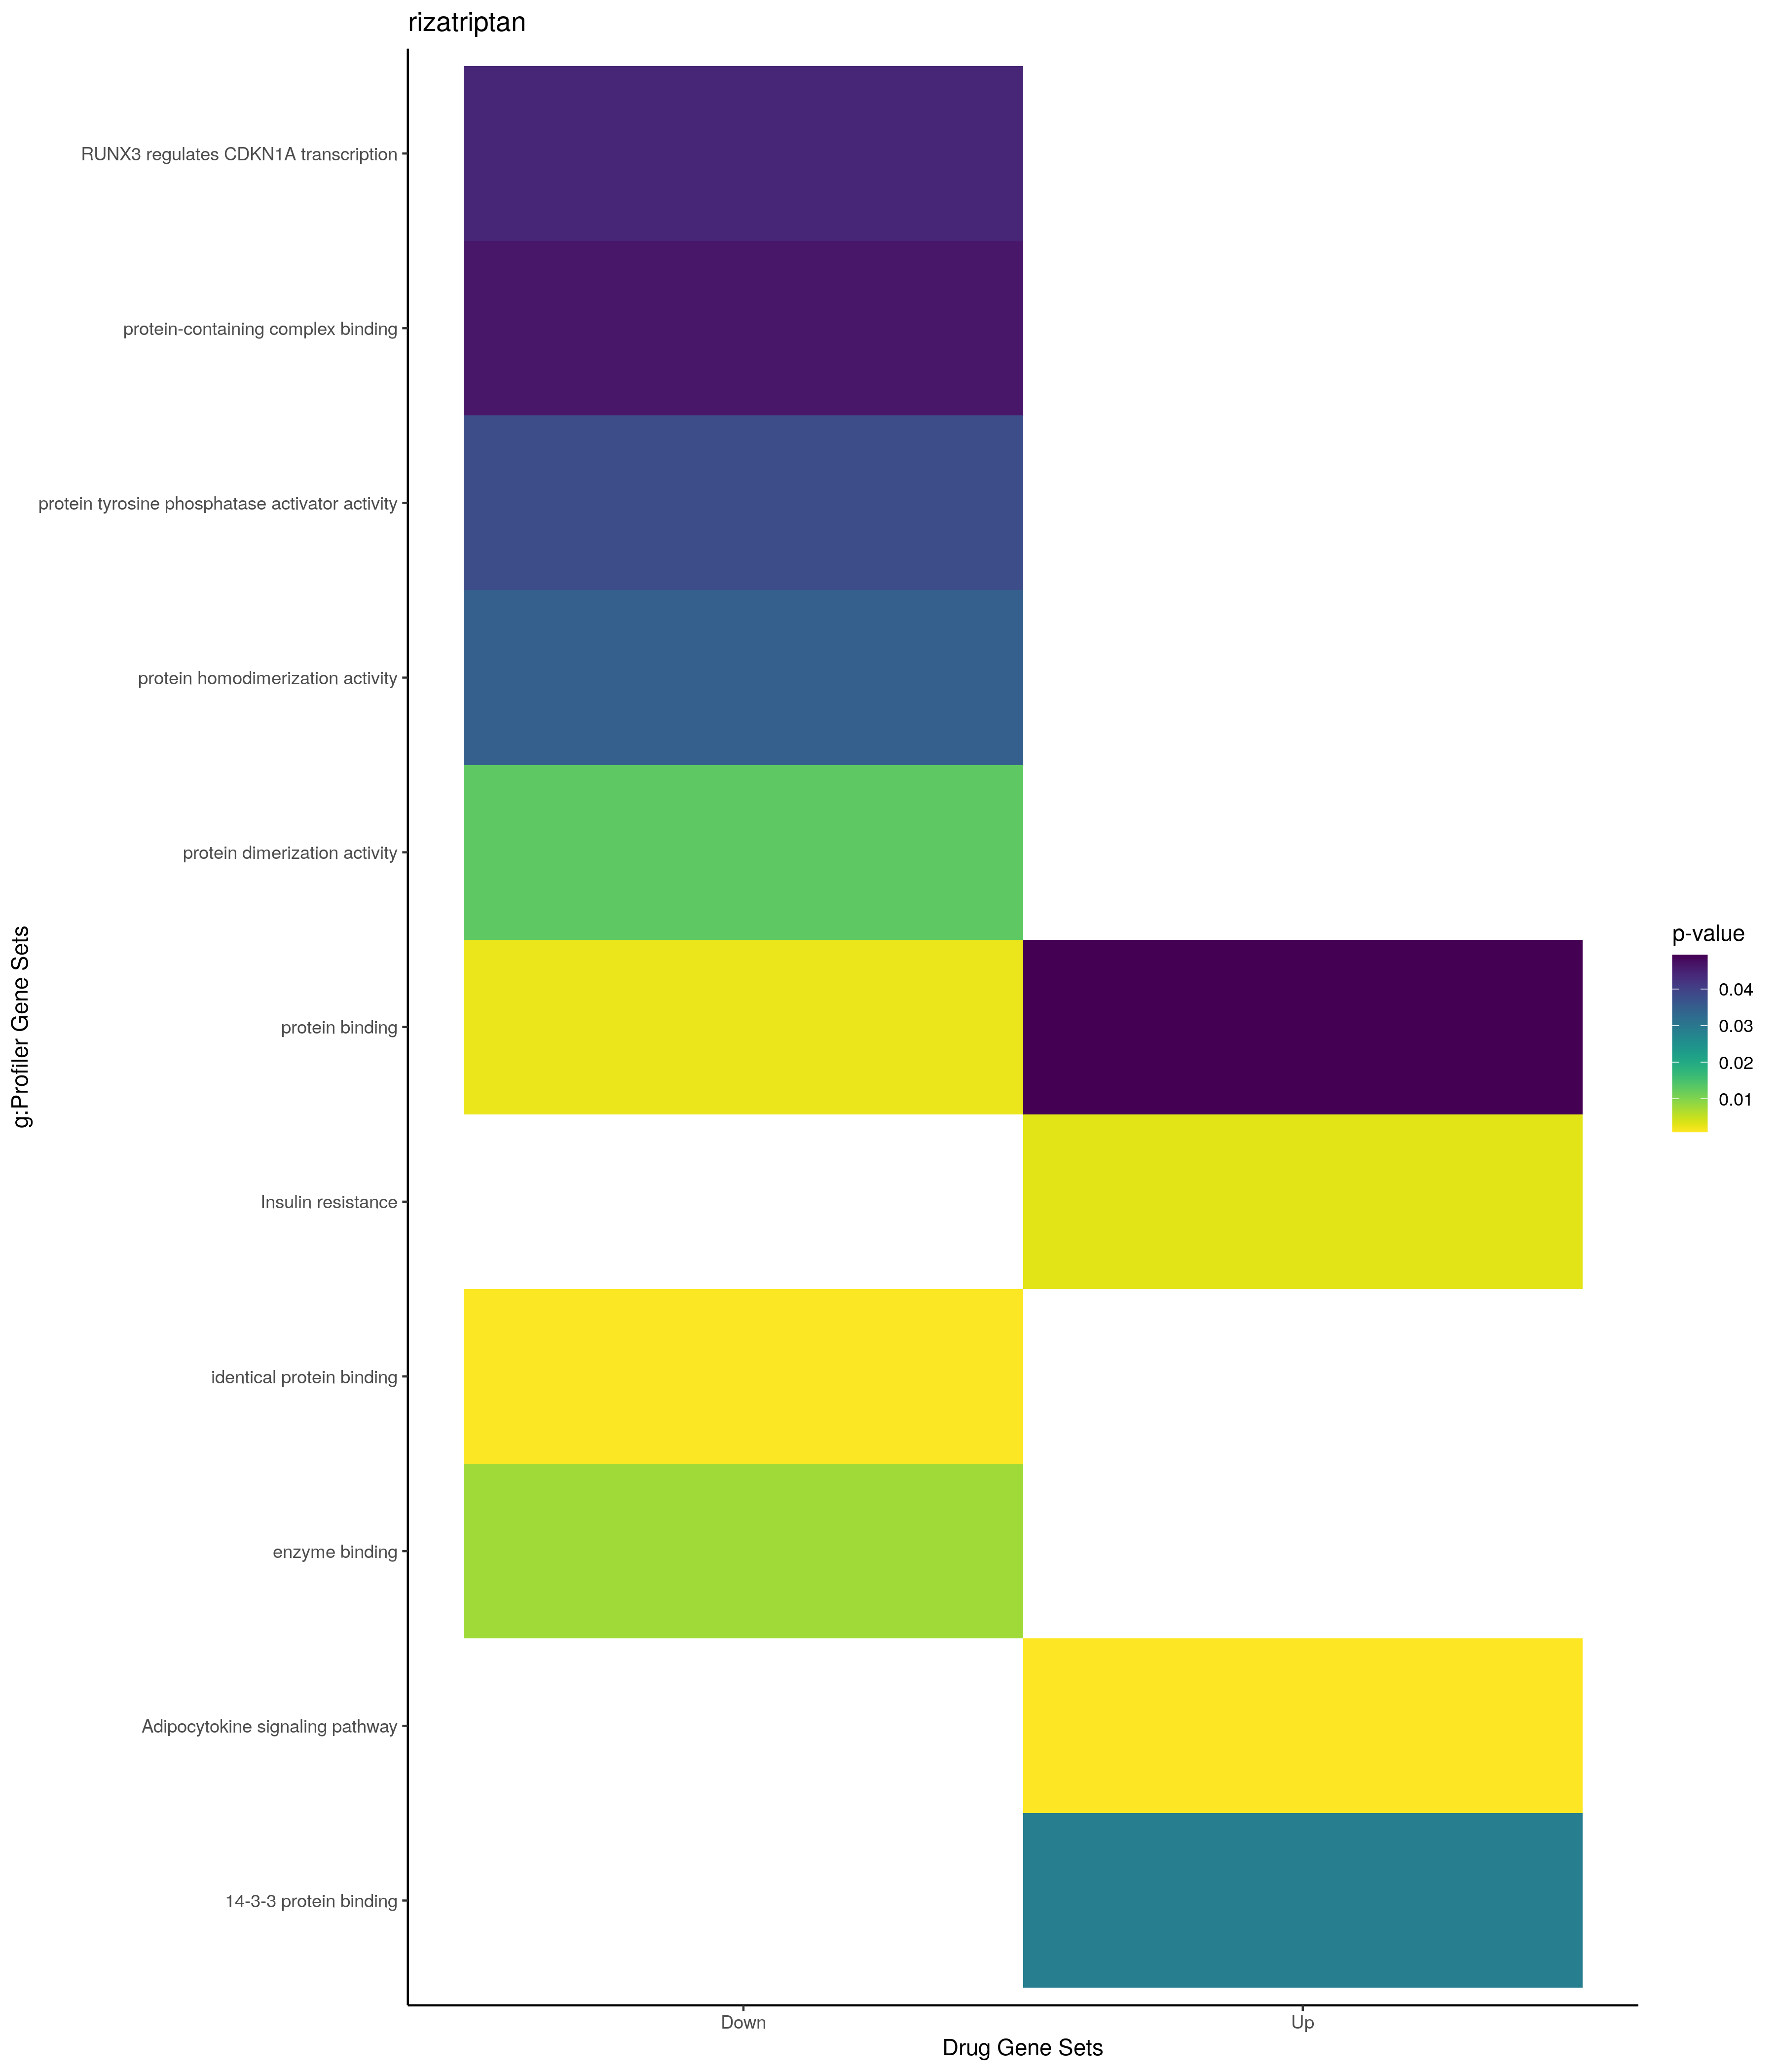 rizatriptan
RUNX3 regulates CDKN1A transcription
protein-containing complex binding
protein tyrosine phosphatase activator activity
protein homodimerization activity
protein dimerization activity
protein binding
Insulin resistance
identical protein binding
enzyme binding
Adipocytokine signaling pathway
14-3-3 protein binding
g:Profiler Gene Sets
Down
Up
Drug Gene Sets
p-value
0.04
0.03
0.02
0.01